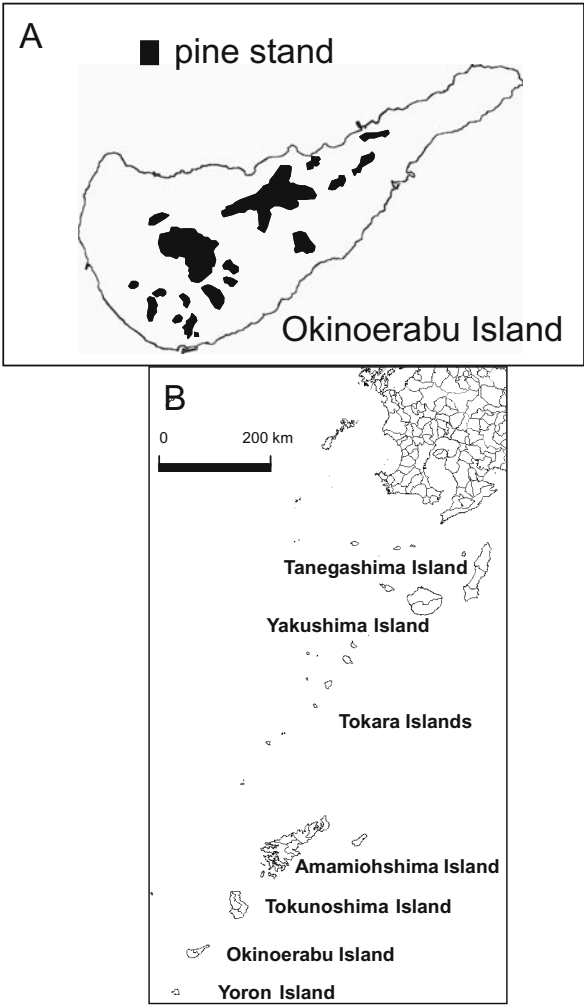 A
pine stand
Okinoerabu Island
B
0 200 km
Tanegashima Island
Yakushima Island
Tokara Islands
Amamiohshima Island
Tokunoshima Island
Okinoerabu Island
Yoron Island